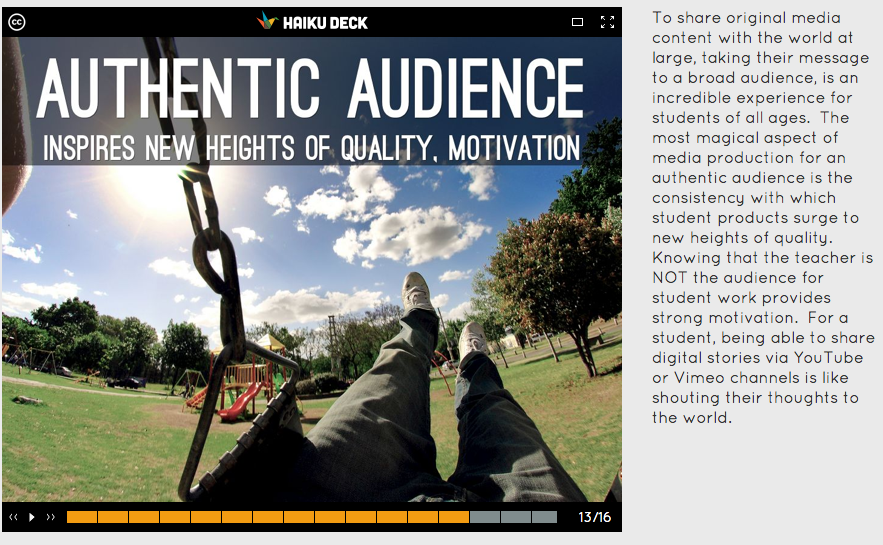 cc
HAIKU DECK
AUTHENTIC AUDIENCE
INSPIRES NEW HEIGHTS OF QUALITY, MOTIVATION
13/16
To share original media
content with the world at
large, taking their message
to a broad audience, is an
incredible experience for
students of all ages.  The
most magical aspect of
media production for an
authentic audience is the
consistency with which
student products surge to
new heights of quality.
Knowing that the teacher is
NOT the audience for
student work provides
strong motivation.  For a
student, being able to share
digital stories via YouTube
or Vimeo channels is like
shouting their thoughts to
the world.